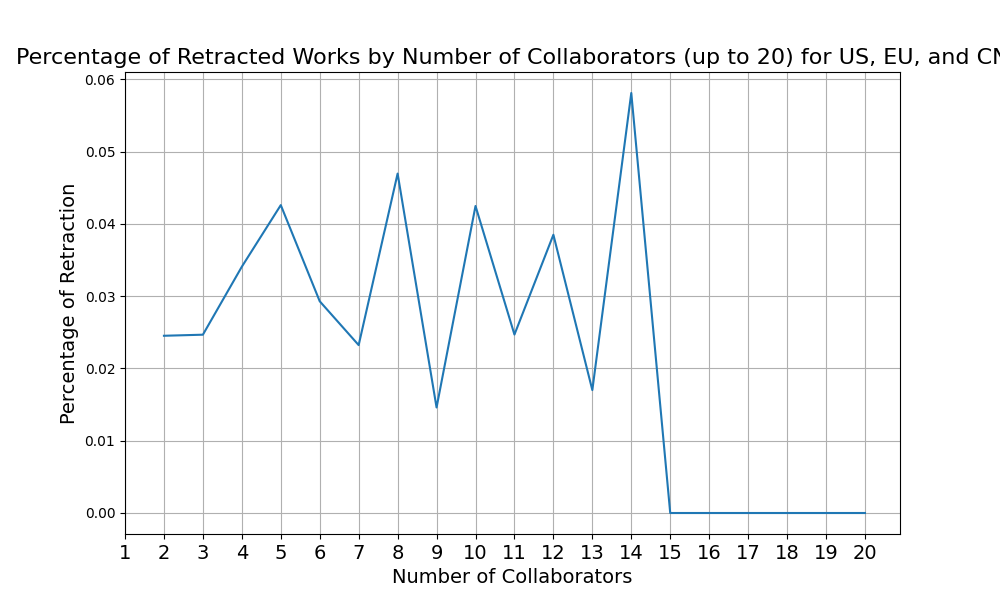 Percentage of Retracted Works by Number of Collaborators (up to 20) for US, EU, and CN
0.06
0.05
0.04
0.03
0.02
0.01
0.00
Percentage of Retraction
1 2 3 4 5 6 7 8 9 10 11 12 13 14 15 16 17 18 19 20
Number of Collaborators